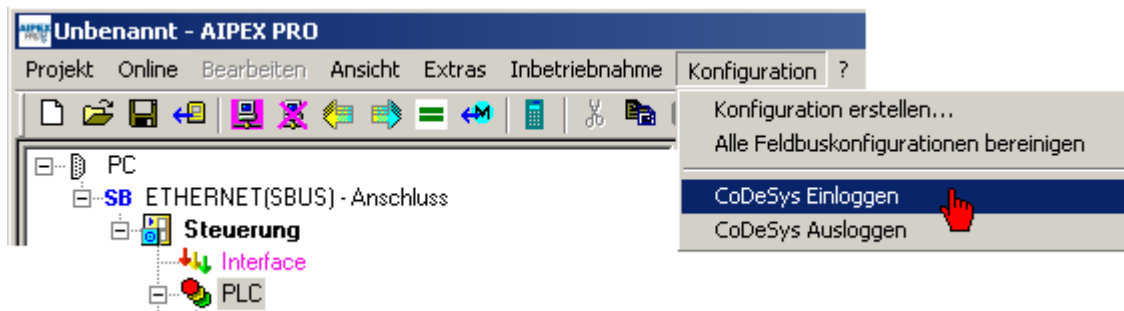 Unbenannt - AIPEX PRO
Projekt Online Bearbeiten Ansicht Extras Inbetriebnahme Konfiguration ?
Konfiguration erstellen...
Alle Feldbuskonfigurationen bereinigen
CoDeSys Einloggen
CoDeSys Ausloggen
PC
SB ETHERNET(SBUS) - Anschluss
Steuerung
Interface
PLC